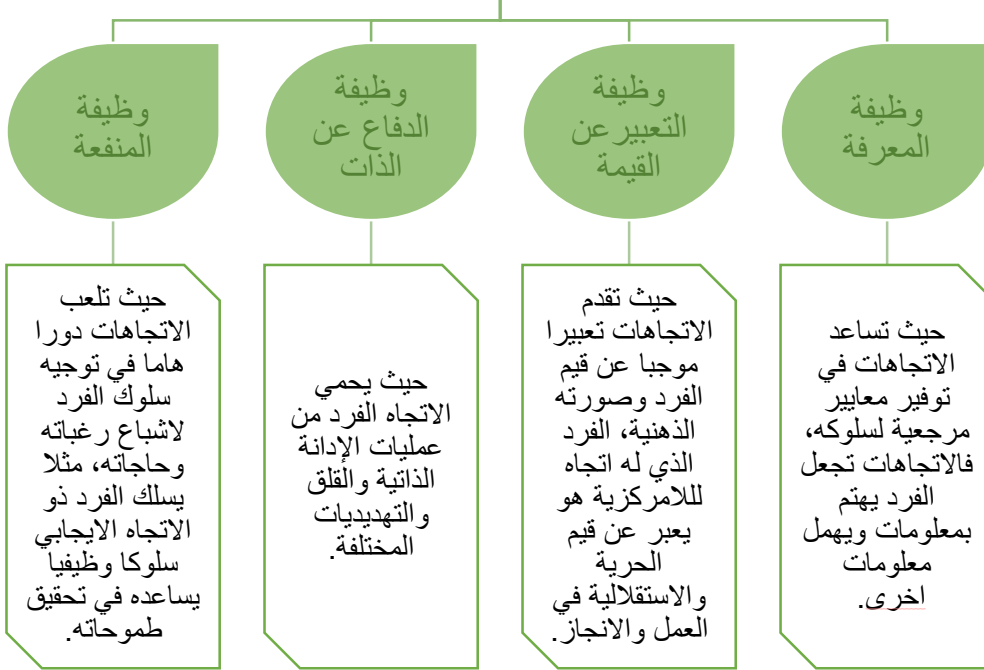 وظيفة
المعرفة
حيث تساعد
الاتجاهات في
توفير معايير
مرجعية لسلوكه،
فالاتجاهات تجعل
الفرد يهتم
بمعلومات ويهمل
معلومات
اخرى.
وظيفة
التعبير عن
القيمة
حيث تقدم
الاتجاهات تعبيرا
موجبا عن قيم
الفرد وصورته
الذهنية، الفرد
الذي له اتجاه
لللامركزية هو
يعبر عن قيم
الحرية
والاستقلالية في
العمل والانجاز.
وظيفة
الدفاع عن
الذات
حيث يحمي
الاتجاه الفرد من
عمليات الإدانة
الذاتية والقلق
والتهديديات
المختلفة.
وظيفة
المنفعة
حيث تلعب
الاتجاهات دورا
هاما في توجيه
سلوك الفرد
لاشباع رغباته
وحاجاته، مثلا
يسلك الفرد ذو
الاتجاه الايجابي
سلوكا وظيفيا
يساعده في تحقيق
طموحاته.